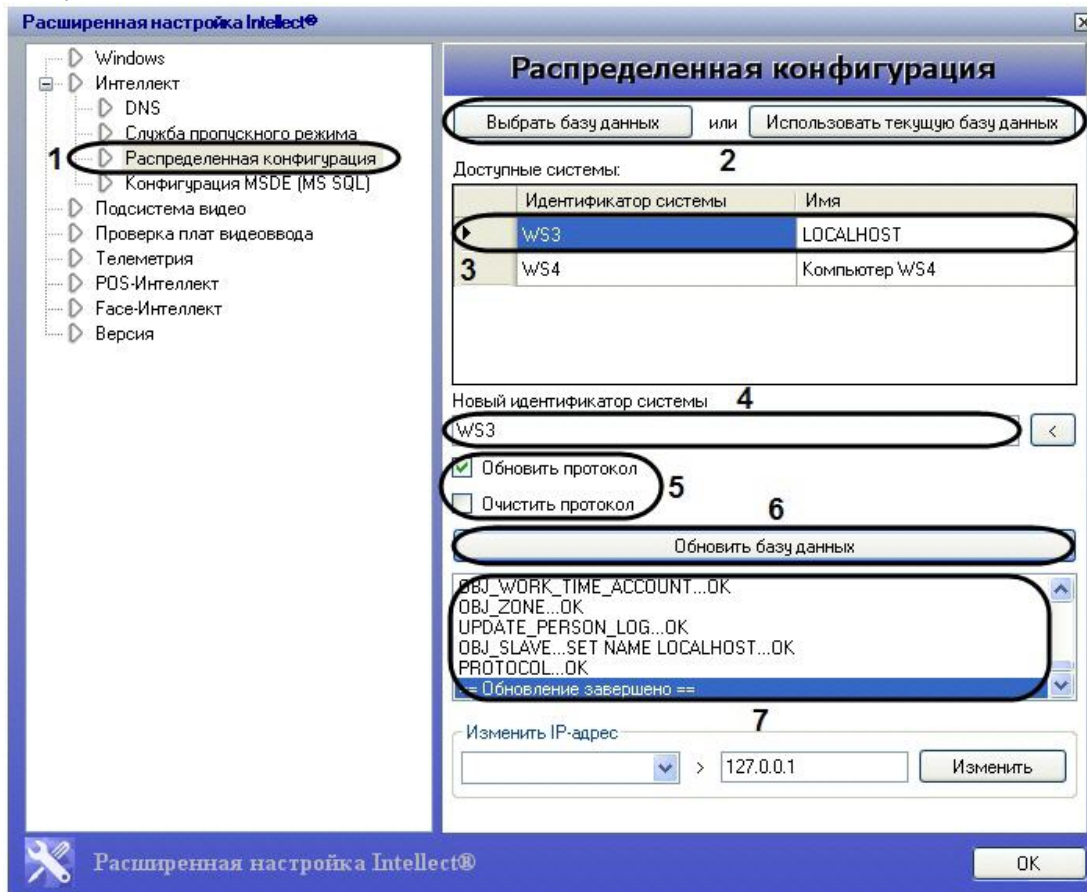 Расширенная настройка Intellect®
Windows
Интеллект
DNS
Служба пропускного режима
1
Распределенная конфигурация
Конфигурация MSDE (MS SQL)
Подсистема видео
Проверка плат видеоввода
Телеметрия
POS-Интеллект
Face-Интеллект
Версия
Распределенная конфигурация
Выбрать базу данных или Использовать текущую базу данных
2
Доступные системы:
Идентификатор системы Имя
WS3 LOCALHOST
3
WS4 Компьютер WS4
Новый идентификатор системы 4
WS3 <
Обновить протокол
5
Очистить протокол
6
Обновить базу данных
OBJ_WORK_TIME_ACCOUNT...OK
OBJ_ZONE...OK
UPDATE_PERSON_LOG...OK
OBJ_SLAVE...SET NAME LOCALHOST...OK
PROTOCOL...OK
== Обновление завершено ==
7
Изменить IP-адрес
> 127.0.0.1 Изменить
Расширенная настройка Intellect®
OK